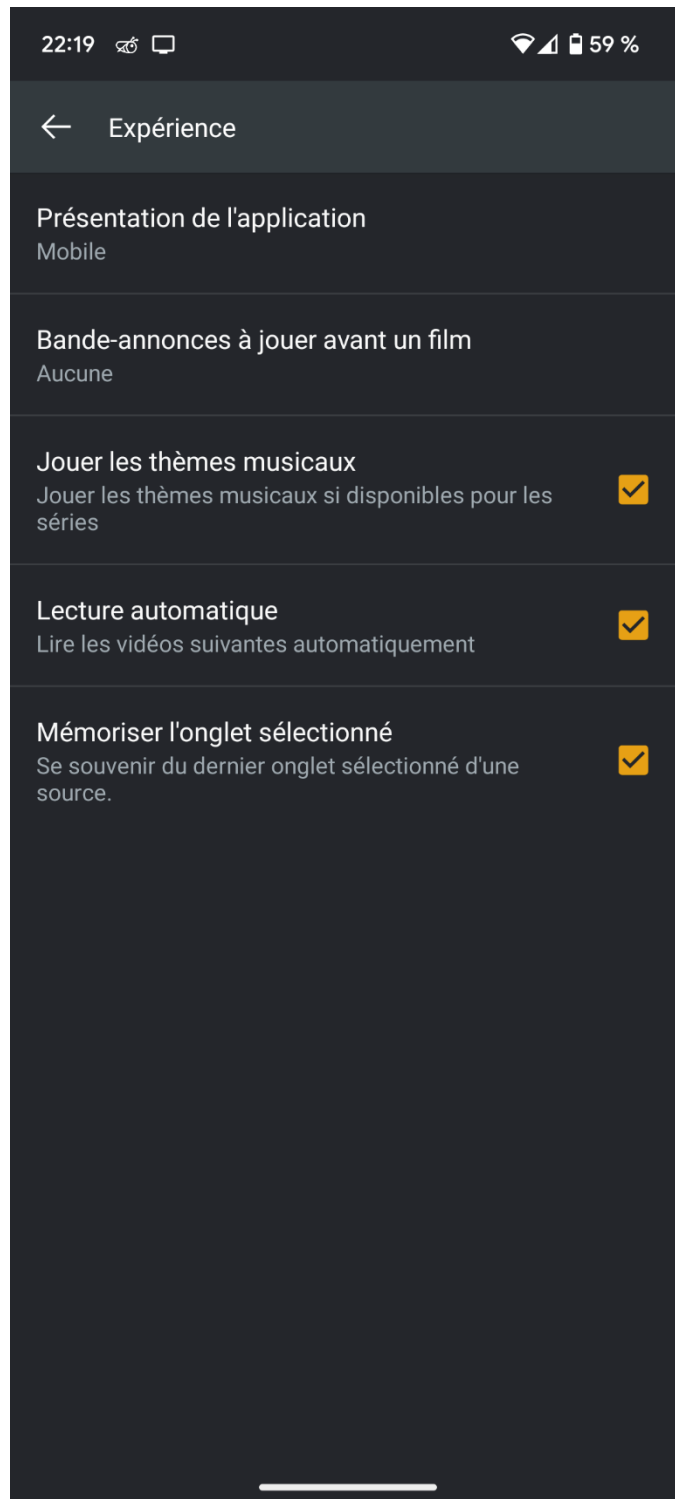 22:19
59 %
Expérience
Présentation de l'application
Mobile
Bande-annonces à jouer avant un film
Aucune
Jouer les thèmes musicaux
Jouer les thèmes musicaux si disponibles pour les
séries
Lecture automatique
Lire les vidéos suivantes automatiquement
Mémoriser l'onglet sélectionné
Se souvenir du dernier onglet sélectionné d'une
source.